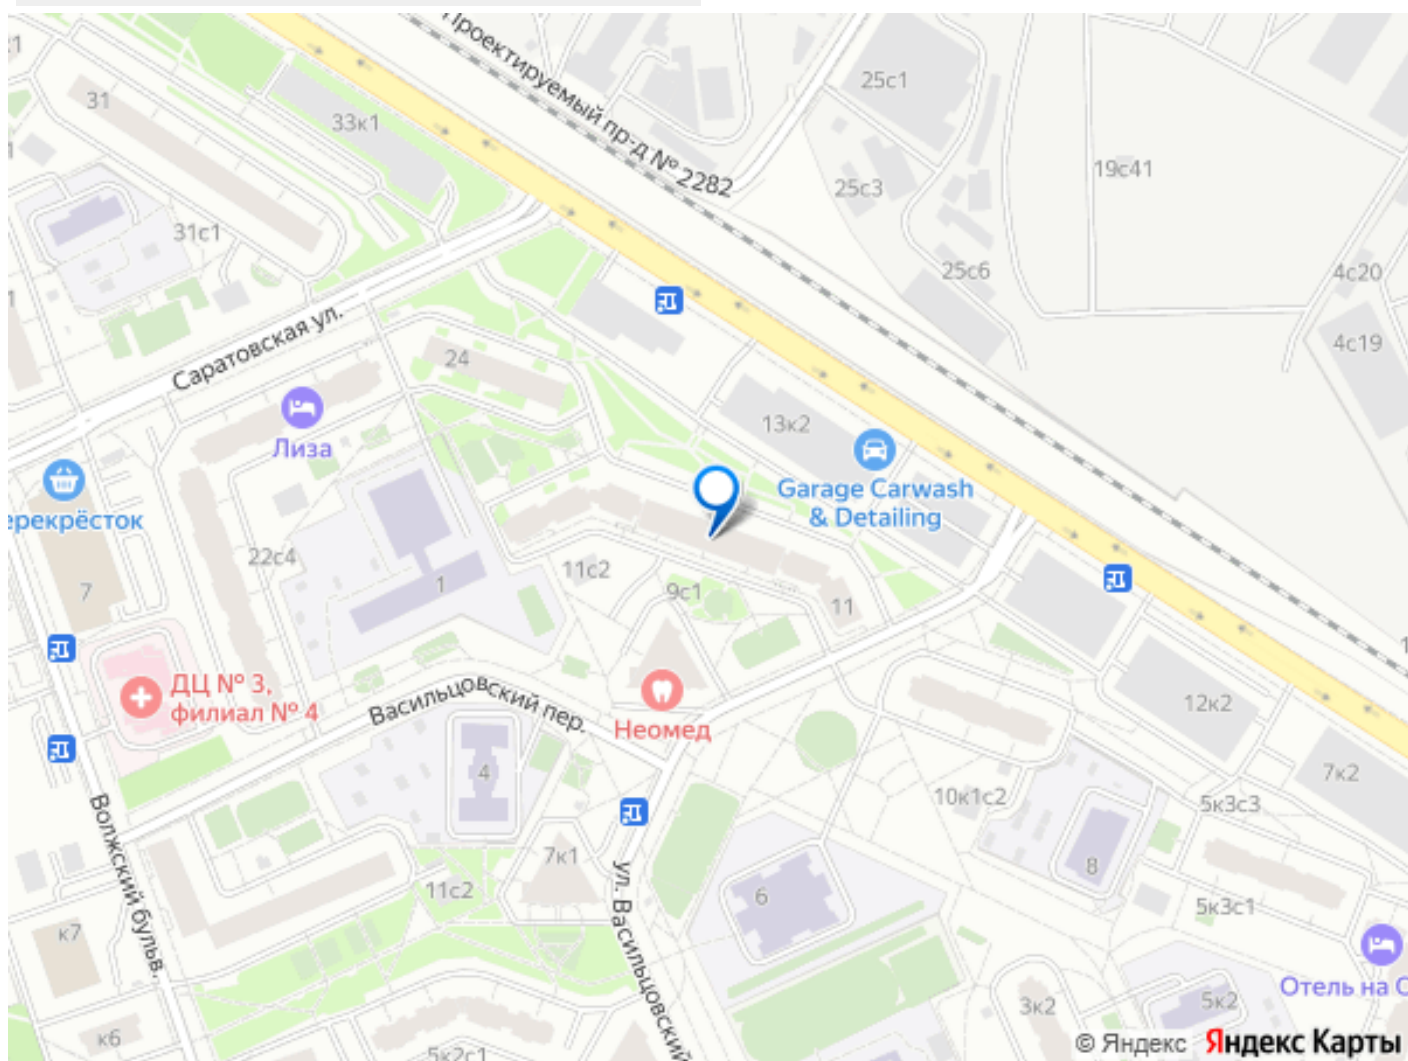 Проектируемый пр-д № 2282
25с1
31
33к1
19с41
25с3
31с1
25с6
4с20
Саратовская ул.
4с19
24
13к2
Лиза
Garage Carwash
& Detailing
ерекрёсток
22с4
11с2
1
7
9с1
11
ДЦ № 3,
филиал № 4
Васильцовский пер.
Неомед
12к2
4
7к2
10к1с2
5к3с3
Волжский бульв.
7к1
8
11с2
6
ул. Васильцовский
5к3с1
к7
Отель на С
3к2
5к2
к6
5к2с1
© Яндекс Яндекс Карты